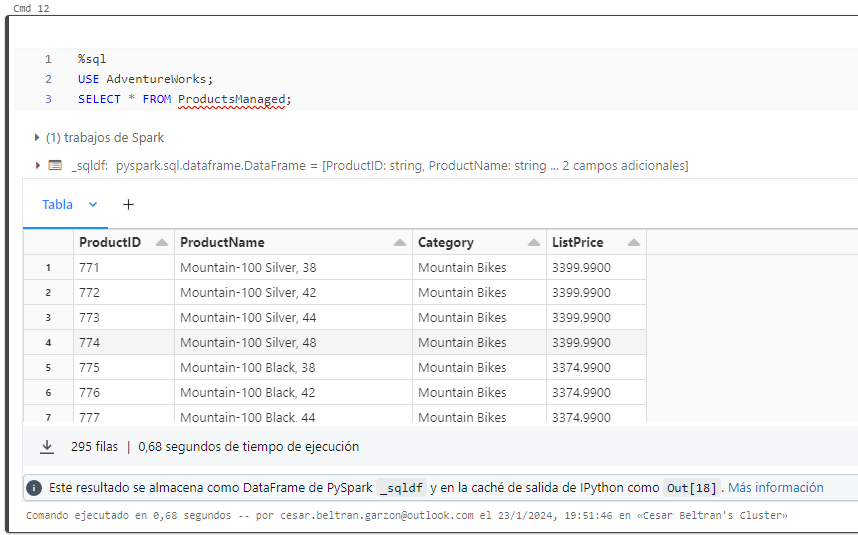 Cmd 12
1 %sql
2 USE AdventureWorks;
3 SELECT * FROM ProductsManaged;
(1) trabajos de Spark
_sqldf: pyspark.sql.dataframe.DataFrame = [ProductID: string, ProductName: string ... 2 campos adicionales]
Tabla +
ProductID ProductName Category ListPrice
1 771 Mountain-100 Silver, 38 Mountain Bikes 3399.9900
2 772 Mountain-100 Silver, 42 Mountain Bikes 3399.9900
3 773 Mountain-100 Silver, 44 Mountain Bikes 3399.9900
4 774 Mountain-100 Silver, 48 Mountain Bikes 3399.9900
5 775 Mountain-100 Black, 38 Mountain Bikes 3374.9900
6 776 Mountain-100 Black, 42 Mountain Bikes 3374.9900
7 777 Mountain-100 Black, 44 Mountain Bikes 3374.9900
295 filas | 0,68 segundos de tiempo de ejecución
Este resultado se almacena como DataFrame de PySpark _sqldf y en la caché de salida de IPython como Out[18]. Más información
Comando ejecutado en 0,68 segundos -- por cesar.beltran.garzon@outlook.com el 23/1/2024, 19:51:46 en «Cesar Beltran's Cluster»